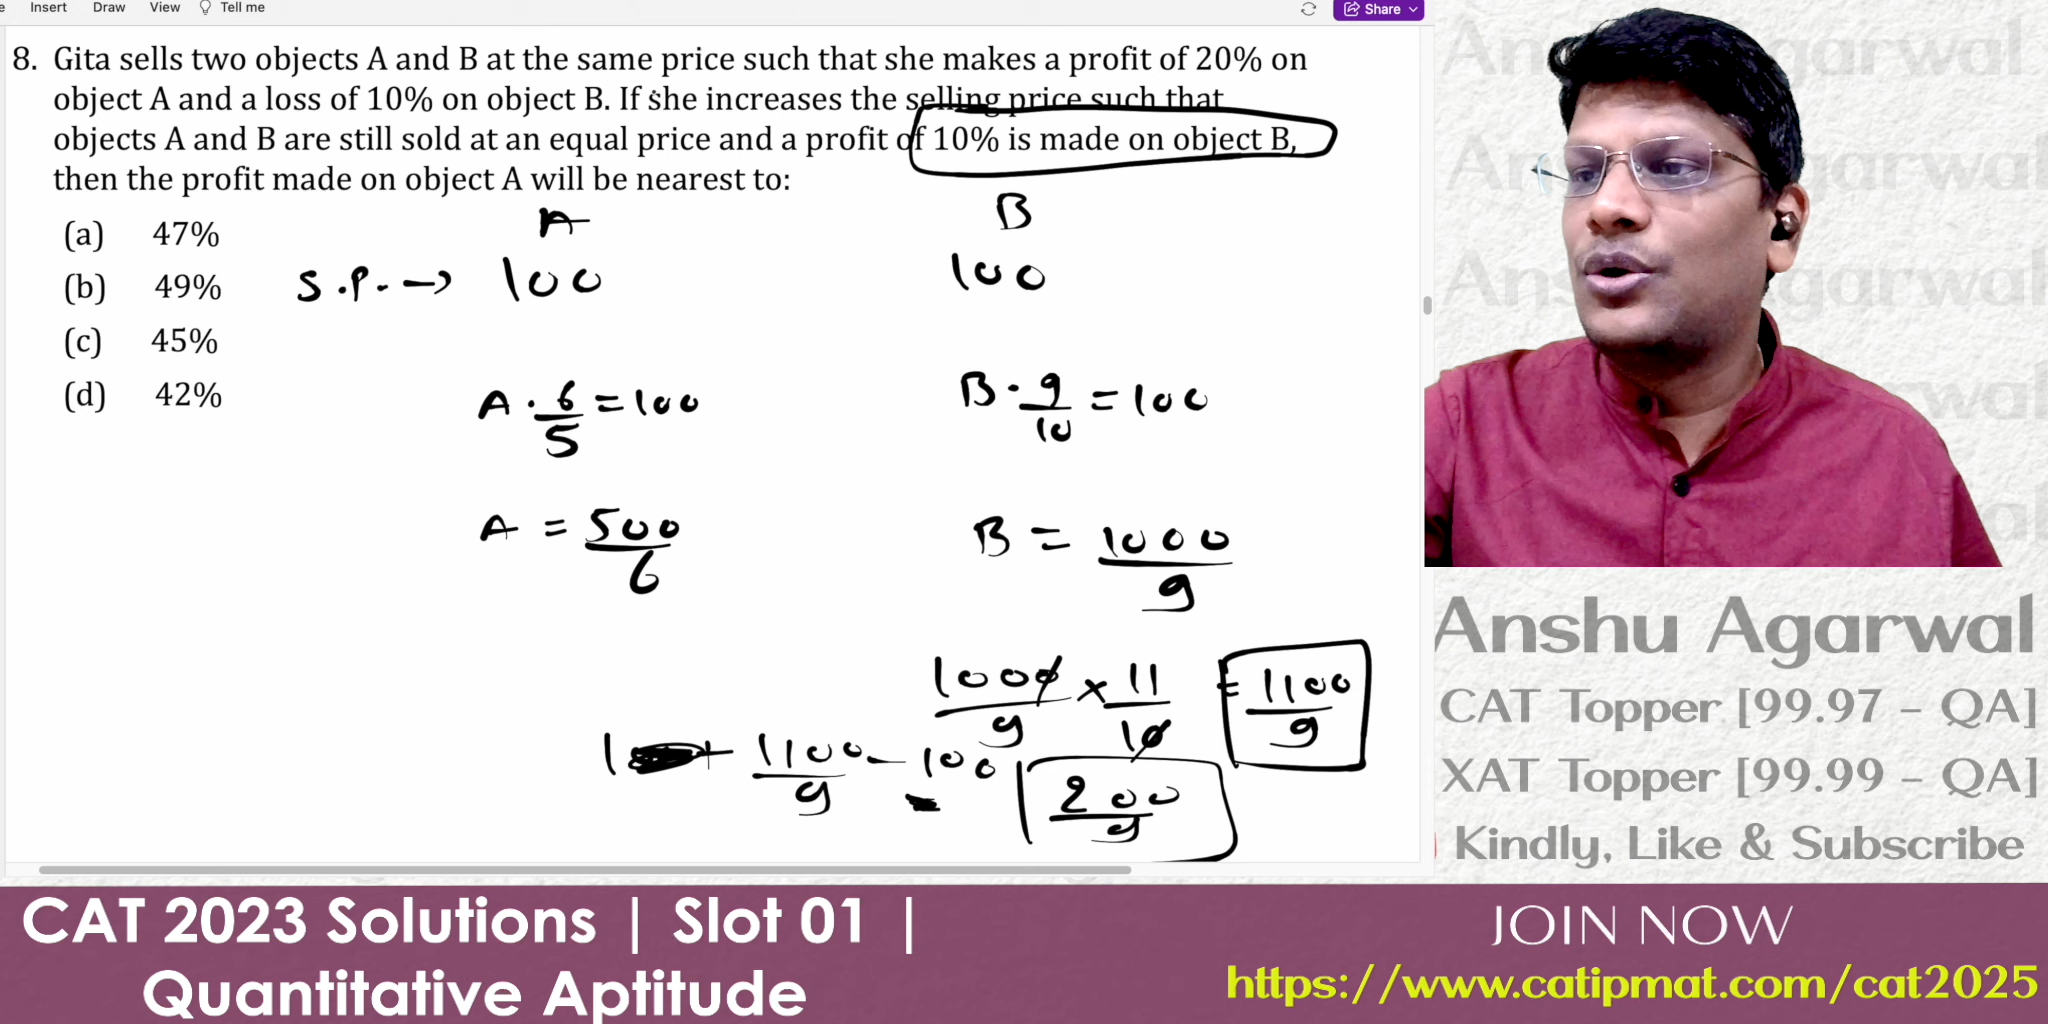 Insert Draw View Tell me Share
8. Gita sells two objects A and B at the same price such that she makes a profit of 20% on
object A and a loss of 10% on object B. If she increases the selling price such that
objects A and B are still sold at an equal price and a profit of 10% is made on object B,
then the profit made on object A will be nearest to:
(a) 47%
(b) 49%
(c) 45%
(d) 42%
A B
S.P. → 100 100
A · 6/5 = 100 B · 9/10 = 100
A = 500/6 B = 1000/9
1000/9 × 11/10 = 1100/9
1100/9 - 100 200/9
Anshu Agarwal
CAT Topper [99.97 - QA]
XAT Topper [99.99 - QA]
Kindly, Like & Subscribe
CAT 2023 Solutions | Slot 01 |
Quantitative Aptitude
JOIN NOW
https://www.catipmat.com/cat2025